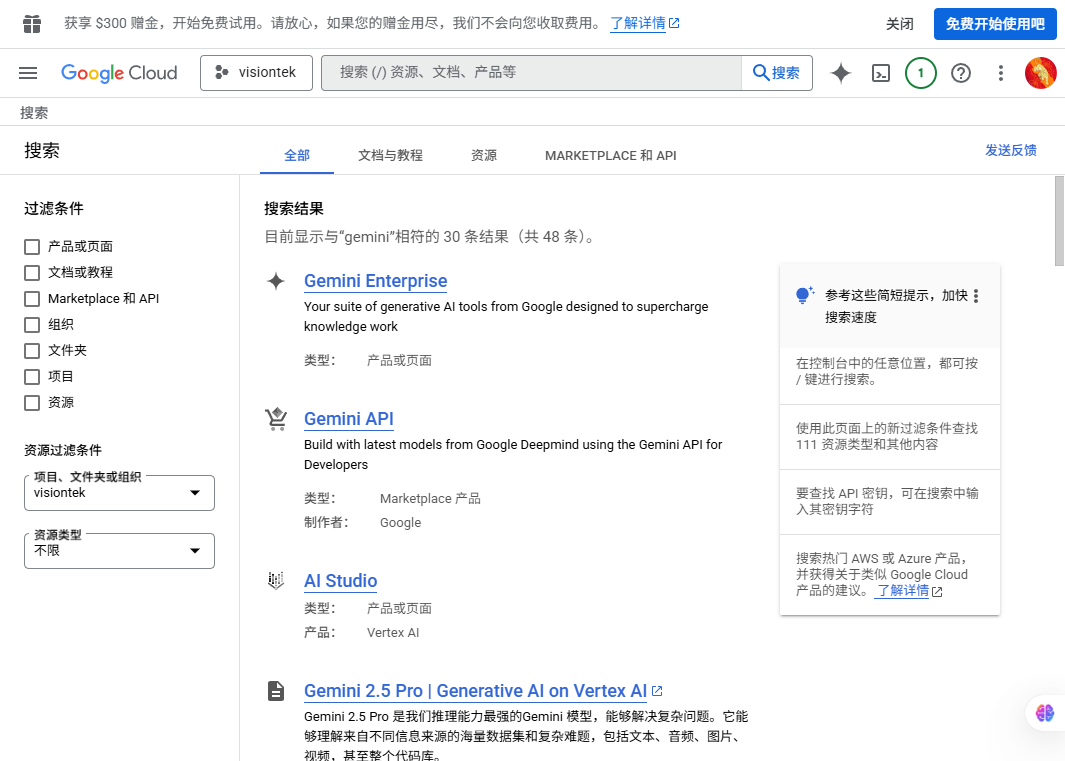 获享 $300 赠金，开始免费试用。请放心，如果您的赠金用尽，我们不会向您收取费用。 了解详情
关闭
免费开始使用吧
Google Cloud
visiontek
搜索 (/) 资源、文档、产品等
搜索
1
搜索
搜索
全部
文档与教程
资源
MARKETPLACE 和 API
发送反馈
过滤条件
产品或页面
文档或教程
Marketplace 和 API
组织
文件夹
项目
资源
资源过滤条件
项目、文件夹或组织
visiontek
资源类型
不限
搜索结果
目前显示与“gemini”相符的 30 条结果（共 48 条）。
Gemini Enterprise
Your suite of generative AI tools from Google designed to supercharge
knowledge work
类型： 产品或页面
Gemini API
Build with latest models from Google Deepmind using the Gemini API for
Developers
类型： Marketplace 产品
制作者： Google
AI Studio
类型： 产品或页面
产品： Vertex AI
Gemini 2.5 Pro | Generative AI on Vertex AI
Gemini 2.5 Pro 是我们推理能力最强的Gemini 模型，能够解决复杂问题。它能
够理解来自不同信息来源的海量数据集和复杂难题，包括文本、音频、图片、
视频，甚至整个代码库。
参考这些简短提示，加快
搜索速度
在控制台中的任意位置，都可按
/ 键进行搜索。
使用此页面上的新过滤条件查找
111 资源类型和其他内容
要查找 API 密钥，可在搜索中输
入其密钥字符
搜索热门 AWS 或 Azure 产品，
并获得关于类似 Google Cloud
产品的建议。 了解详情